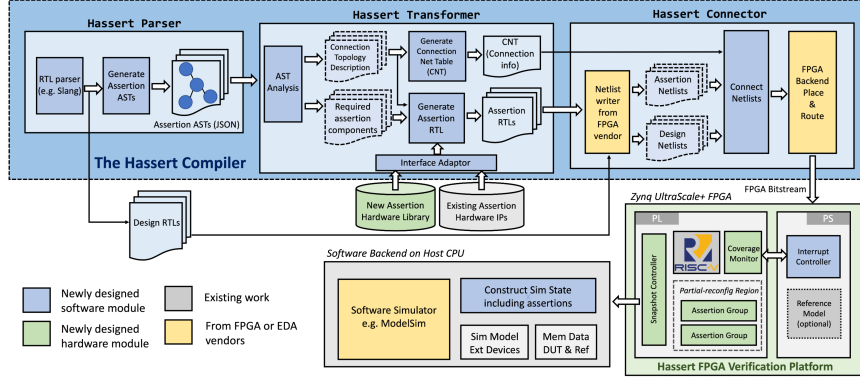 Hassert Parser
RTL parser
(e.g. Slang)
Generate
Assertion
ASTs
Assertion ASTs (JSON)
Hassert Transformer
AST
Analysis
Connection
Topology
Description
Generate
Connection
Net Table
(CNT)
CNT
(Connection
info)
Required
assertion
components
Generate
Assertion
RTL
Assertion
RTLs
Interface Adaptor
Hassert Connector
Netlist
writer
from
FPGA
vendor
Assertion
Netlists
Design
Netlists
Connect
Netlists
FPGA
Backend
Place
&
Route
The Hassert Compiler
New Assertion
Hardware Library
Existing Assertion
Hardware IPs
Design RTLs
FPGA Bitstream
Zynq UltraScale+ FPGA
PL
PS
Snapshot Controller
RISC-V
Coverage
Monitor
Interrupt
Controller
Partial-reconfig Region
Assertion Group
Assertion Group
Reference
Model
(optional)
Hassert FPGA Verification Platform
Software Backend on Host CPU
Software Simulator
e.g. ModelSim
Construct Sim State
including assertions
Sim Model
Ext Devices
Mem Data
DUT & Ref
Newly designed
software module
Existing work
Newly designed
hardware module
From FPGA or EDA
vendors